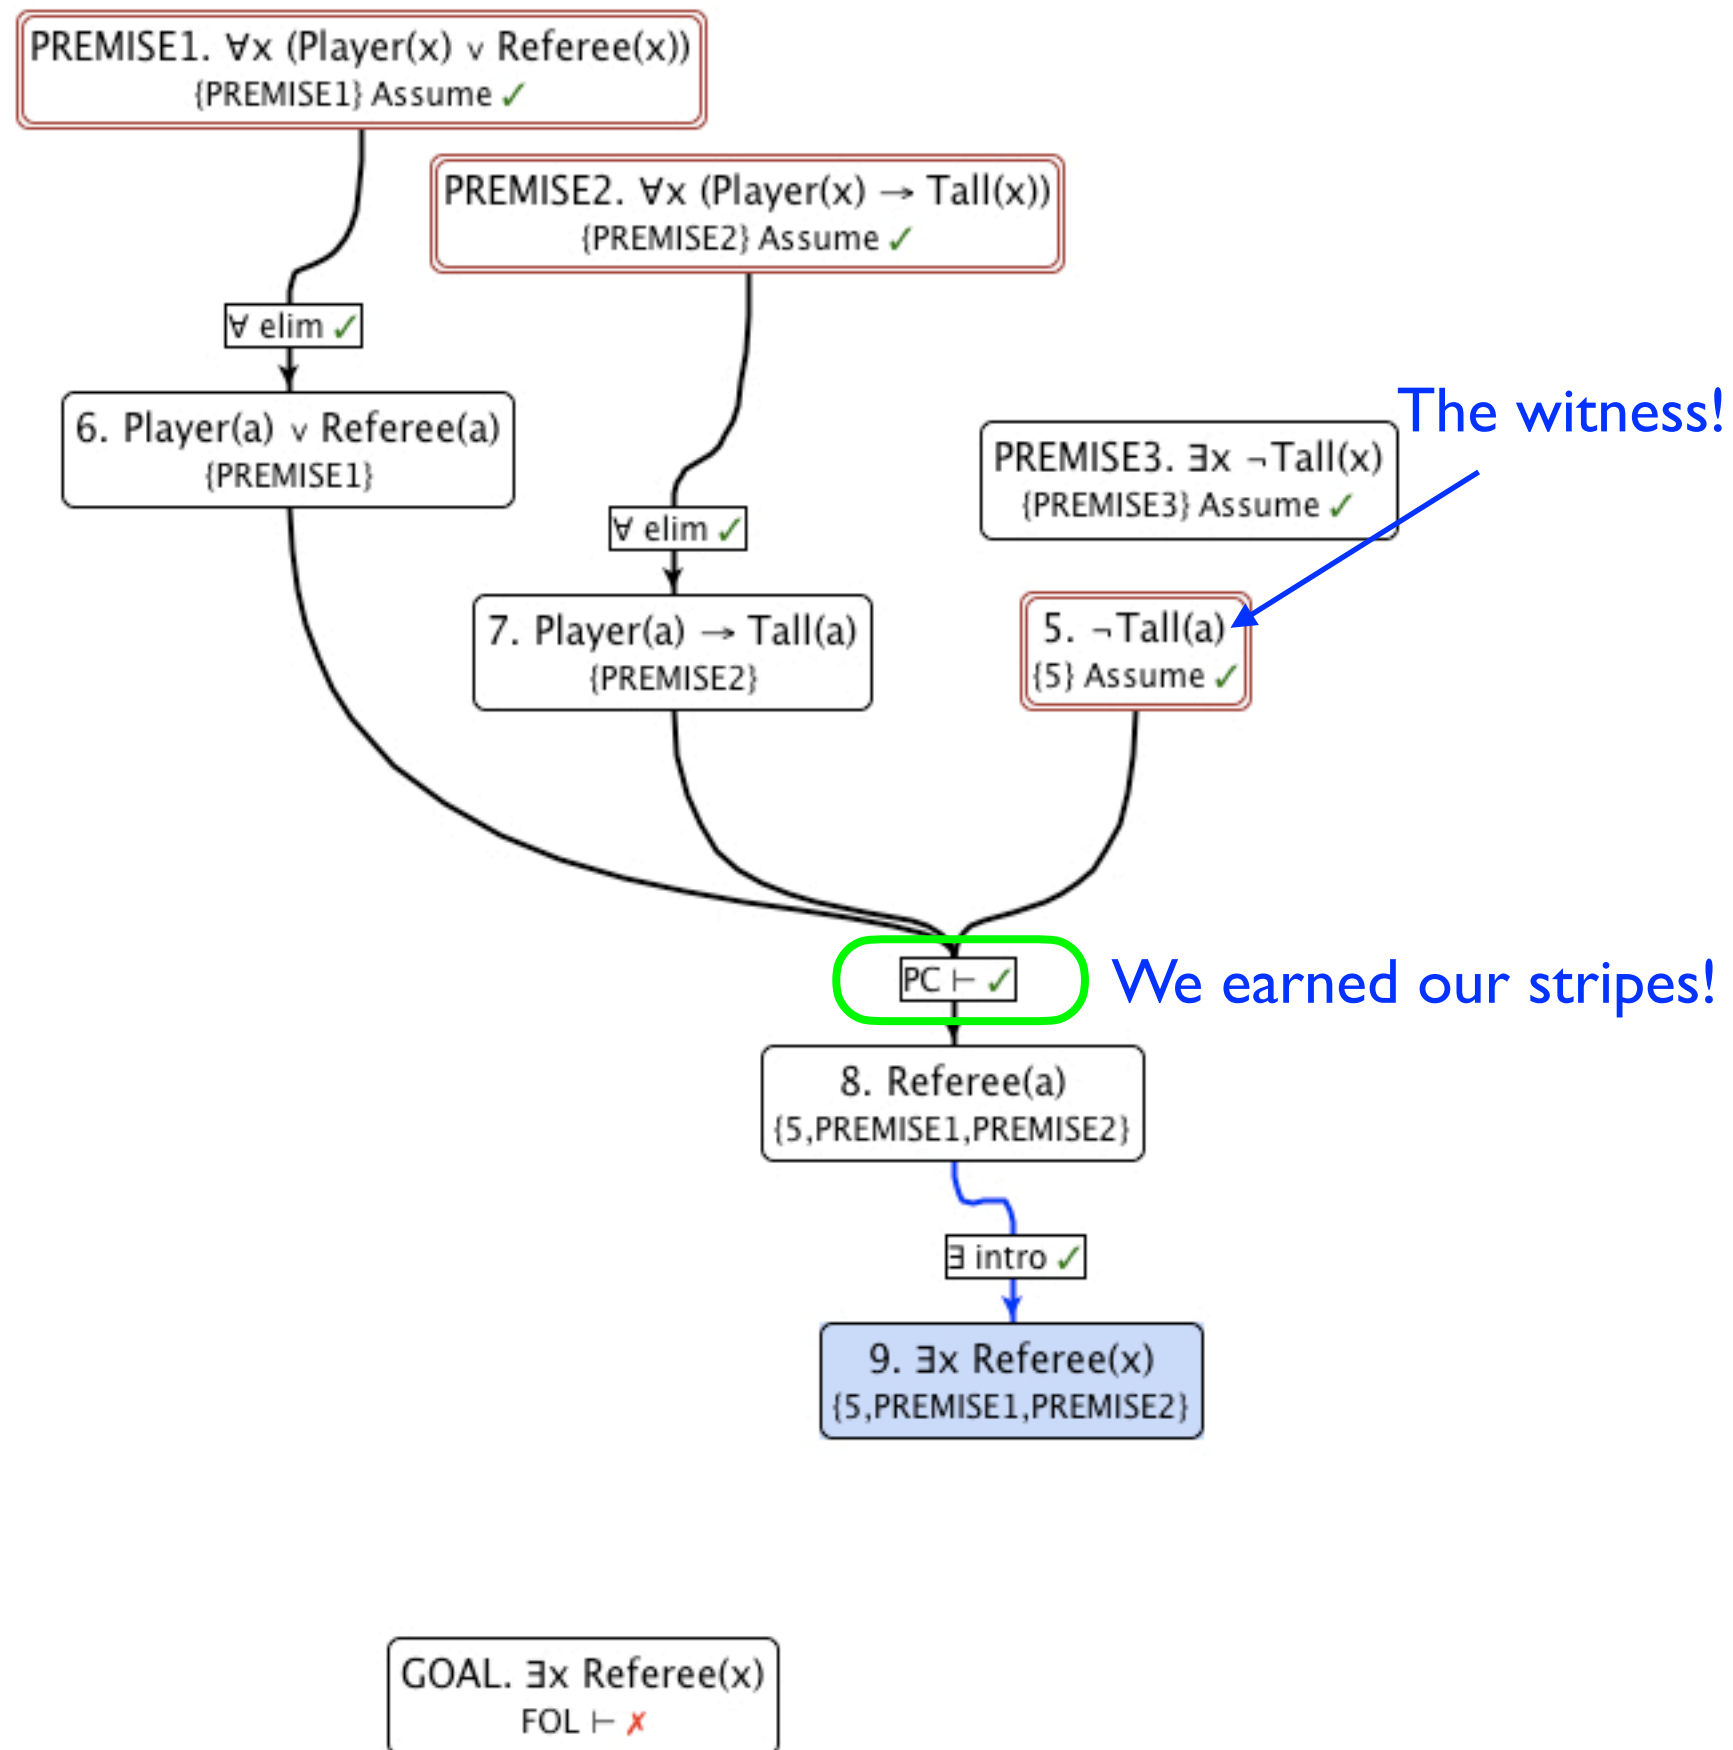 PREMISE1. ∀x (Player(x) ∨ Referee(x))
{PREMISE1} Assume ✓
PREMISE2. ∀x (Player(x) → Tall(x))
{PREMISE2} Assume ✓
∀ elim ✓
6. Player(a) ∨ Referee(a)
{PREMISE1}
The witness!
PREMISE3. ∃x ¬Tall(x)
{PREMISE3} Assume ✓
∀ elim ✓
7. Player(a) → Tall(a)
{PREMISE2}
5. ¬Tall(a)
{5} Assume ✓
PC ⊢ ✓
We earned our stripes!
8. Referee(a)
{5,PREMISE1,PREMISE2}
∃ intro ✓
9. ∃x Referee(x)
{5,PREMISE1,PREMISE2}
GOAL. ∃x Referee(x)
FOL ⊢ ✗